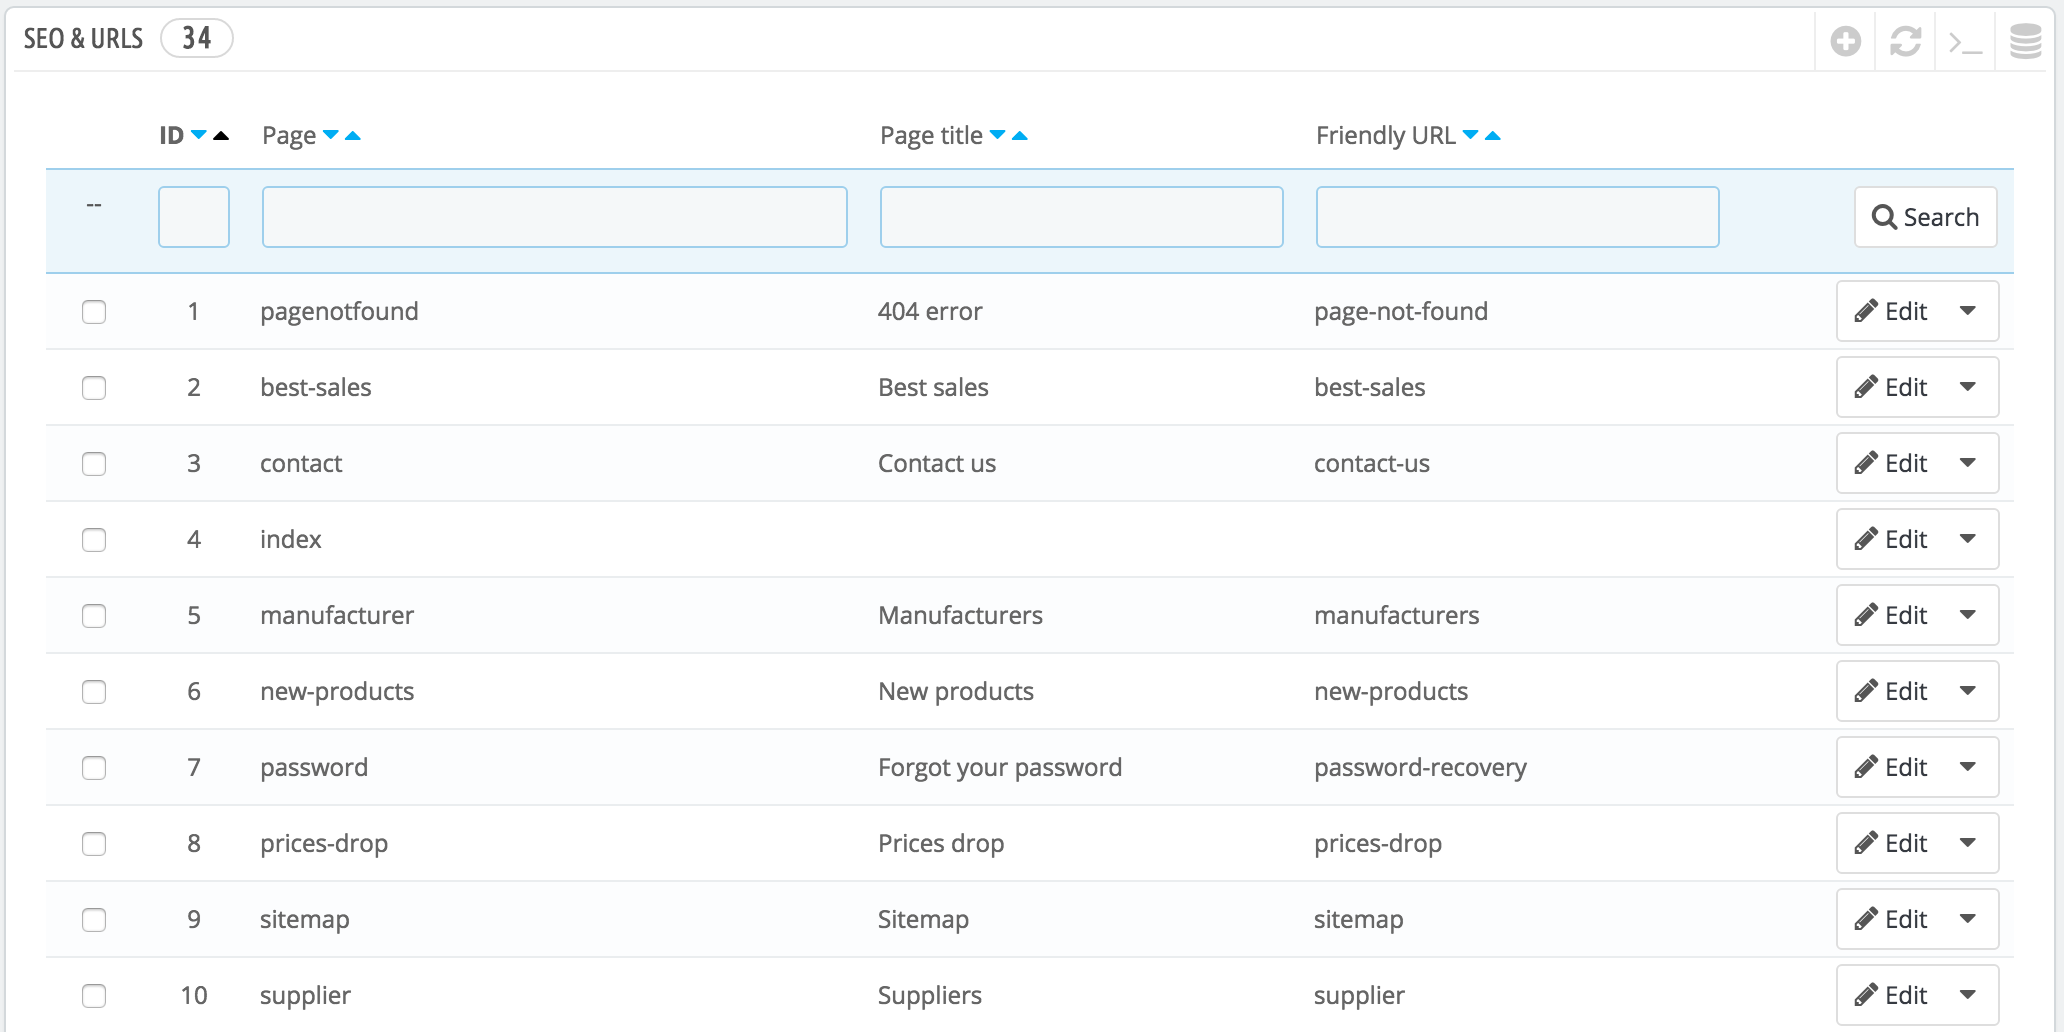 SEO & URLS 34
ID Page Page title Friendly URL
-- Search
1 pagenotfound 404 error page-not-found Edit
2 best-sales Best sales best-sales Edit
3 contact Contact us contact-us Edit
4 index Edit
5 manufacturer Manufacturers manufacturers Edit
6 new-products New products new-products Edit
7 password Forgot your password password-recovery Edit
8 prices-drop Prices drop prices-drop Edit
9 sitemap Sitemap sitemap Edit
10 supplier Suppliers supplier Edit